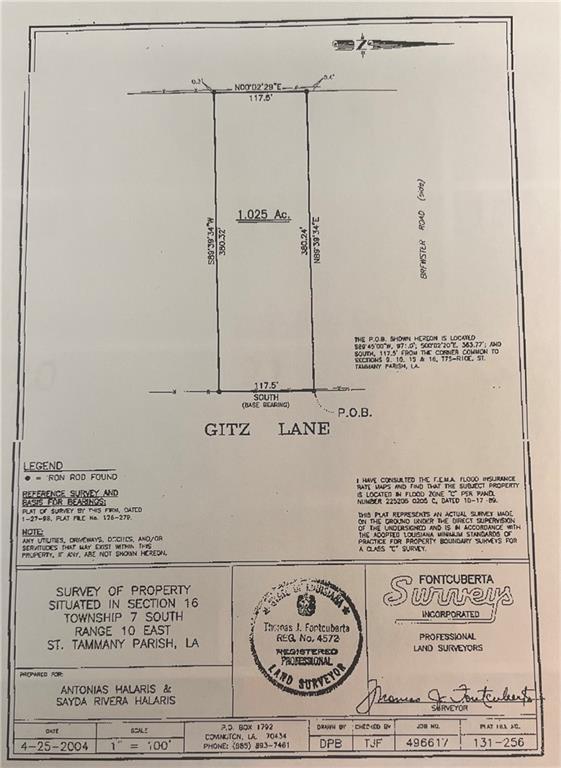 Z
0.3'
N00°02'29"E
0.4'
117.5'
1.025 Ac.
S89°39'34"W
380.32'
380.24'
N89°39'34"E
BREWSTER ROAD (side)
THE P.O.B. SHOWN HEREON IS LOCATED
S89°45'00"W, 971.0'; S00°02'20"E, 363.77'; AND
SOUTH, 117.5' FROM THE CORNER COMMON TO
SECTIONS 9, 10, 15 & 16, T7S-R10E, ST.
TAMMANY PARISH, LA.
117.5'
SOUTH
(BASE BEARING)
P.O.B.
GITZ LANE
LEGEND
= IRON ROD FOUND
REFERENCE SURVEY AND
BASIS FOR BEARINGS:
PLAT OF SURVEY BY THIS FIRM, DATED
1-27-98, PLAT FILE No. 126-279.
NOTE:
ANY UTILITIES, DRIVEWAYS, DITCHES, AND/OR
SERVITUDES THAT MAY EXIST WITHIN THIS
PROPERTY, IF ANY, ARE NOT SHOWN HEREON.
I HAVE CONSULTED THE F.E.M.A. FLOOD INSURANCE
RATE MAPS AND FIND THAT THE SUBJECT PROPERTY
IS LOCATED IN FLOOD ZONE "C" PER PANEL
NUMBER 225205 0205 C, DATED 10-17-89.
THIS PLAT REPRESENTS AN ACTUAL SURVEY MADE
ON THE GROUND UNDER THE DIRECT SUPERVISION
OF THE UNDERSIGNED AND IS IN ACCORDANCE WITH
THE ADOPTED LOUISIANA MINIMUM STANDARDS OF
PRACTICE FOR PROPERTY BOUNDARY SURVEYS FOR
A CLASS "C" SURVEY.
SURVEY OF PROPERTY
SITUATED IN SECTION 16
TOWNSHIP 7 SOUTH
RANGE 10 EAST
ST. TAMMANY PARISH, LA
STATE OF LOUISIANA
Thomas J. Fontcuberta
REG. No. 4572
REGISTERED
PROFESSIONAL
LAND SURVEYOR
FONTCUBERTA
Surveys
INCORPORATED
PROFESSIONAL
LAND SURVEYORS
PREPARED FOR:
ANTONIAS HALARIS &
SAYDA RIVERA HALARIS
Thomas J. Fontcuberta
SURVEYOR
DATE
4-25-2004
SCALE
1" = 100'
P.O. BOX 1792
COVINGTON, LA. 70434
PHONE: (985) 893-7461
DRAWN BY
DPB
CHECKED BY
TJF
JOB NO.
496617
PLAT FILE NO.
131-256